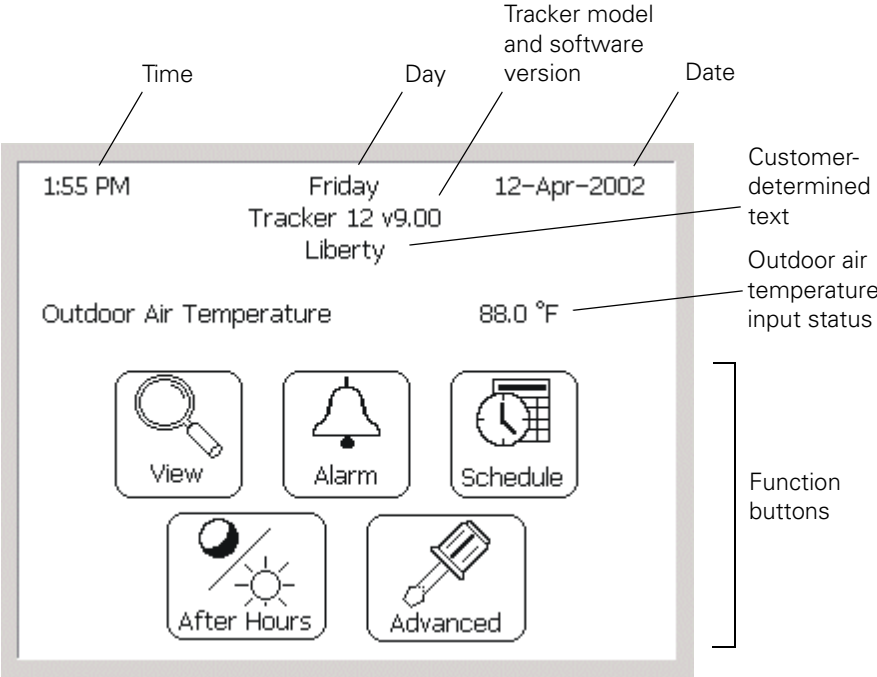 Tracker model
and software
version
Time
Day
Date
1:55 PM
Friday
12-Apr-2002
Tracker 12 v9.00
Liberty
Customer-
determined
text
Outdoor Air Temperature
88.0 °F
Outdoor air
temperature
input status
View
Alarm
Schedule
After Hours
Advanced
Function
buttons